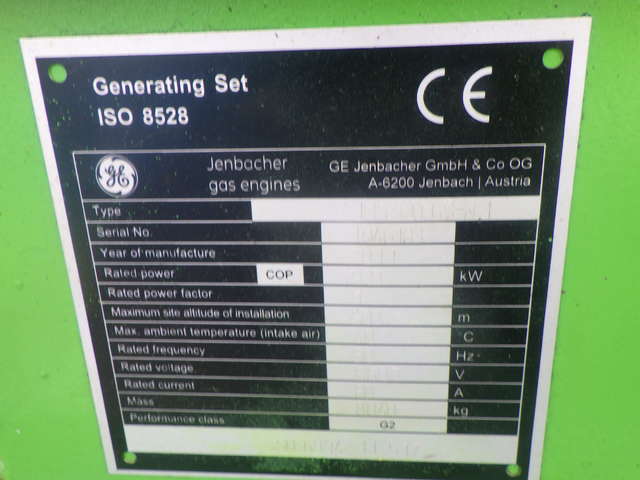 Generating Set
ISO 8528
CE
GE
Jenbacher
gas engines
GE Jenbacher GmbH & Co OG
A-6200 Jenbach | Austria
Type
Serial No.
Year of manufacture
Rated power COP kW
Rated power factor
Maximum site altitude of installation m
Max. ambient temperature (intake air) C
Rated frequency Hz
Rated voltage V
Rated current A
Mass kg
Performance class G2